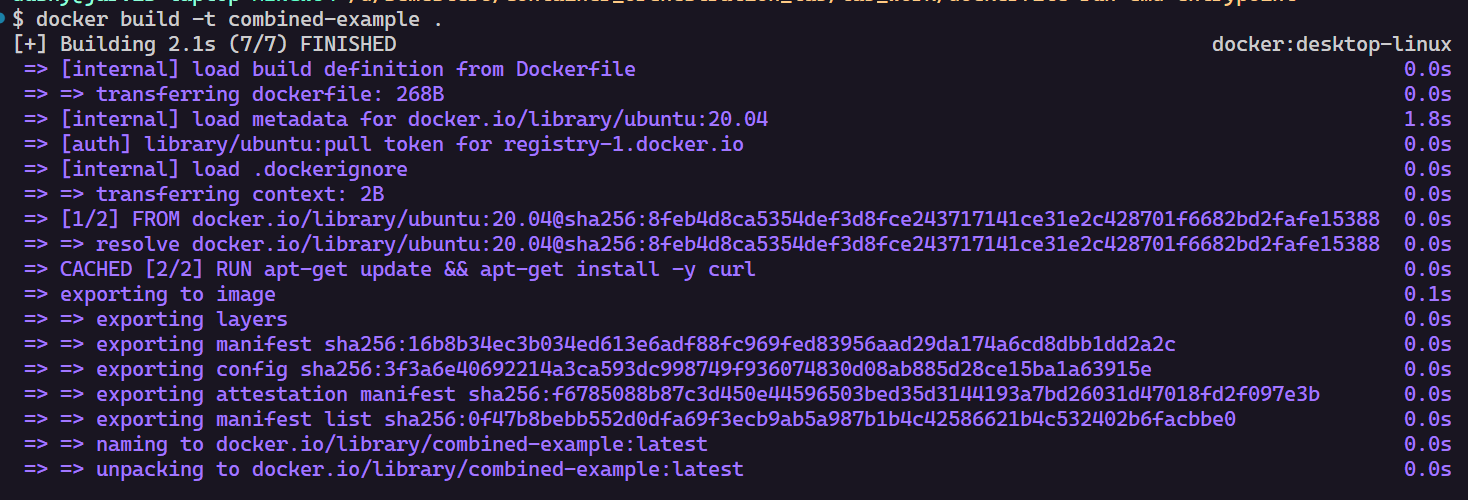 $ docker build -t combined-example .
[+] Building 2.1s (7/7) FINISHED docker:desktop-linux
=> [internal] load build definition from Dockerfile 0.0s
=> => transferring dockerfile: 268B 0.0s
=> [internal] load metadata for docker.io/library/ubuntu:20.04 1.8s
=> [auth] library/ubuntu:pull token for registry-1.docker.io 0.0s
=> [internal] load .dockerignore 0.0s
=> => transferring context: 2B 0.0s
=> [1/2] FROM docker.io/library/ubuntu:20.04@sha256:8feb4d8ca5354def3d8fce243717141ce31e2c428701f6682bd2fafe15388 0.0s
=> => resolve docker.io/library/ubuntu:20.04@sha256:8feb4d8ca5354def3d8fce243717141ce31e2c428701f6682bd2fafe15388 0.0s
=> CACHED [2/2] RUN apt-get update && apt-get install -y curl 0.0s
=> exporting to image 0.1s
=> => exporting layers 0.0s
=> => exporting manifest sha256:16b8b34ec3b034ed613e6adf88fc969fed83956aad29da174a6cd8dbb1dd2a2c 0.0s
=> => exporting config sha256:3f3a6e40692214a3ca593dc998749f936074830d08ab885d28ce15ba1a63915e 0.0s
=> => exporting attestation manifest sha256:f6785088b87c3d450e44596503bed35d3144193a7bd26031d47018fd2f097e3b 0.0s
=> => exporting manifest list sha256:0f47b8bebb552d0dfa69f3ecb9ab5a987b1b4c42586621b4c532402b6facbbe0 0.0s
=> => naming to docker.io/library/combined-example:latest 0.0s
=> => unpacking to docker.io/library/combined-example:latest 0.0s